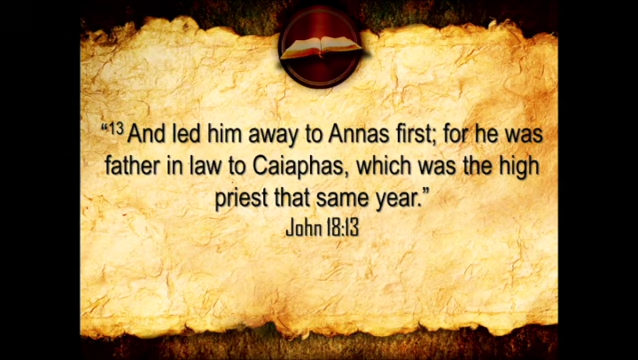 “13 And led him away to Annas first; for he was
father in law to Caiaphas, which was the high
priest that same year.”
John 18:13